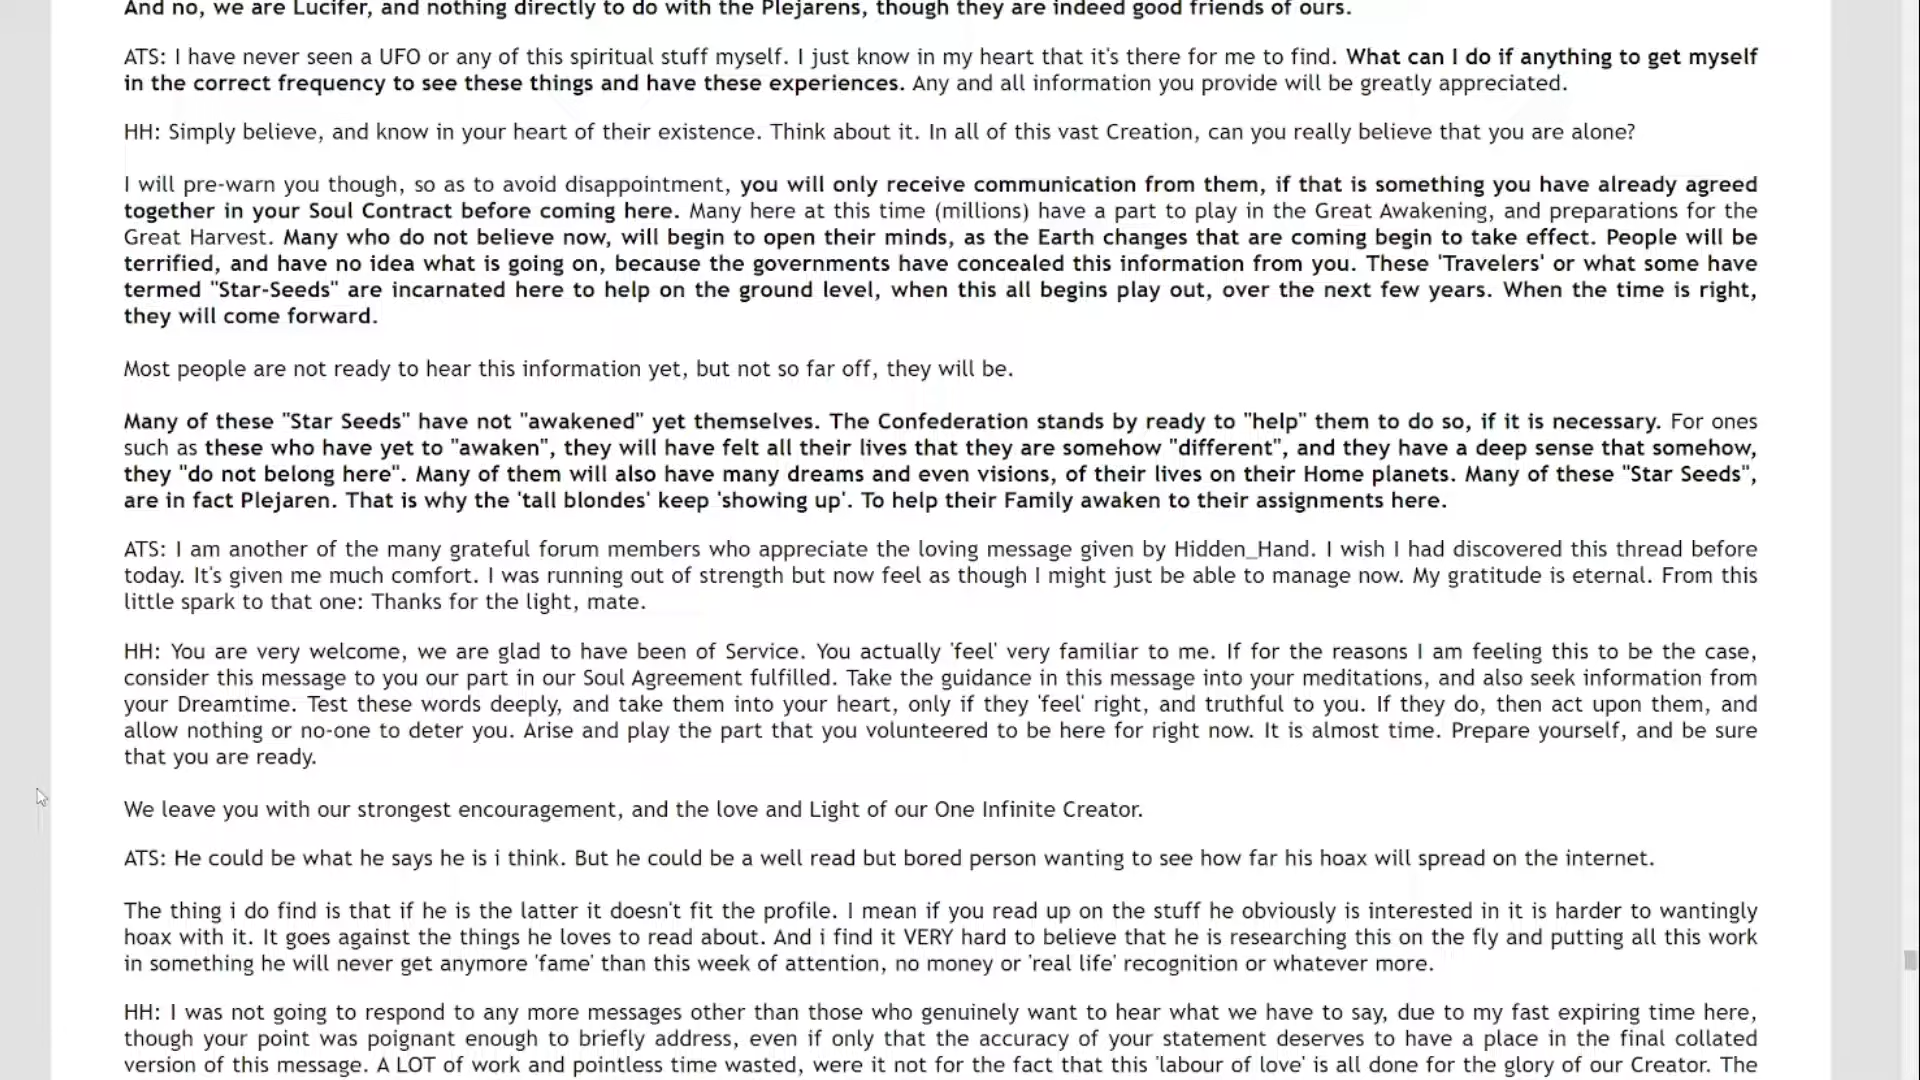 And no, we are Lucifer, and nothing directly to do with the Plejarens, though they are indeed good friends of ours.
ATS: I have never seen a UFO or any of this spiritual stuff myself. I just know in my heart that it's there for me to find. What can I do if anything to get myself
in the correct frequency to see these things and have these experiences. Any and all information you provide will be greatly appreciated.
HH: Simply believe, and know in your heart of their existence. Think about it. In all of this vast Creation, can you really believe that you are alone?
I will pre-warn you though, so as to avoid disappointment, you will only receive communication from them, if that is something you have already agreed
together in your Soul Contract before coming here. Many here at this time (millions) have a part to play in the Great Awakening, and preparations for the
Great Harvest. Many who do not believe now, will begin to open their minds, as the Earth changes that are coming begin to take effect. People will be
terrified, and have no idea what is going on, because the governments have concealed this information from you. These 'Travelers' or what some have
termed "Star-Seeds" are incarnated here to help on the ground level, when this all begins play out, over the next few years. When the time is right,
they will come forward.
Most people are not ready to hear this information yet, but not so far off, they will be.
Many of these "Star Seeds" have not "awakened" yet themselves. The Confederation stands by ready to "help" them to do so, if it is necessary. For ones
such as these who have yet to "awaken", they will have felt all their lives that they are somehow "different", and they have a deep sense that somehow,
they "do not belong here". Many of them will also have many dreams and even visions, of their lives on their Home planets. Many of these "Star Seeds",
are in fact Plejaren. That is why the 'tall blondes' keep 'showing up'. To help their Family awaken to their assignments here.
ATS: I am another of the many grateful forum members who appreciate the loving message given by Hidden_Hand. I wish I had discovered this thread before
today. It's given me much comfort. I was running out of strength but now feel as though I might just be able to manage now. My gratitude is eternal. From this
little spark to that one: Thanks for the light, mate.
HH: You are very welcome, we are glad to have been of Service. You actually 'feel' very familiar to me. If for the reasons I am feeling this to be the case,
consider this message to you our part in our Soul Agreement fulfilled. Take the guidance in this message into your meditations, and also seek information from
your Dreamtime. Test these words deeply, and take them into your heart, only if they 'feel' right, and truthful to you. If they do, then act upon them, and
allow nothing or no-one to deter you. Arise and play the part that you volunteered to be here for right now. It is almost time. Prepare yourself, and be sure
that you are ready.
We leave you with our strongest encouragement, and the love and Light of our One Infinite Creator.
ATS: He could be what he says he is i think. But he could be a well read but bored person wanting to see how far his hoax will spread on the internet.
The thing i do find is that if he is the latter it doesn't fit the profile. I mean if you read up on the stuff he obviously is interested in it is harder to wantingly
hoax with it. It goes against the things he loves to read about. And i find it VERY hard to believe that he is researching this on the fly and putting all this work
in something he will never get anymore 'fame' than this week of attention, no money or 'real life' recognition or whatever more.
HH: I was not going to respond to any more messages other than those who genuinely want to hear what we have to say, due to my fast expiring time here,
though your point was poignant enough to briefly address, even if only that the accuracy of your statement deserves to have a place in the final collated
version of this message. A LOT of work and pointless time wasted, were it not for the fact that this 'labour of love' is all done for the glory of our Creator. The